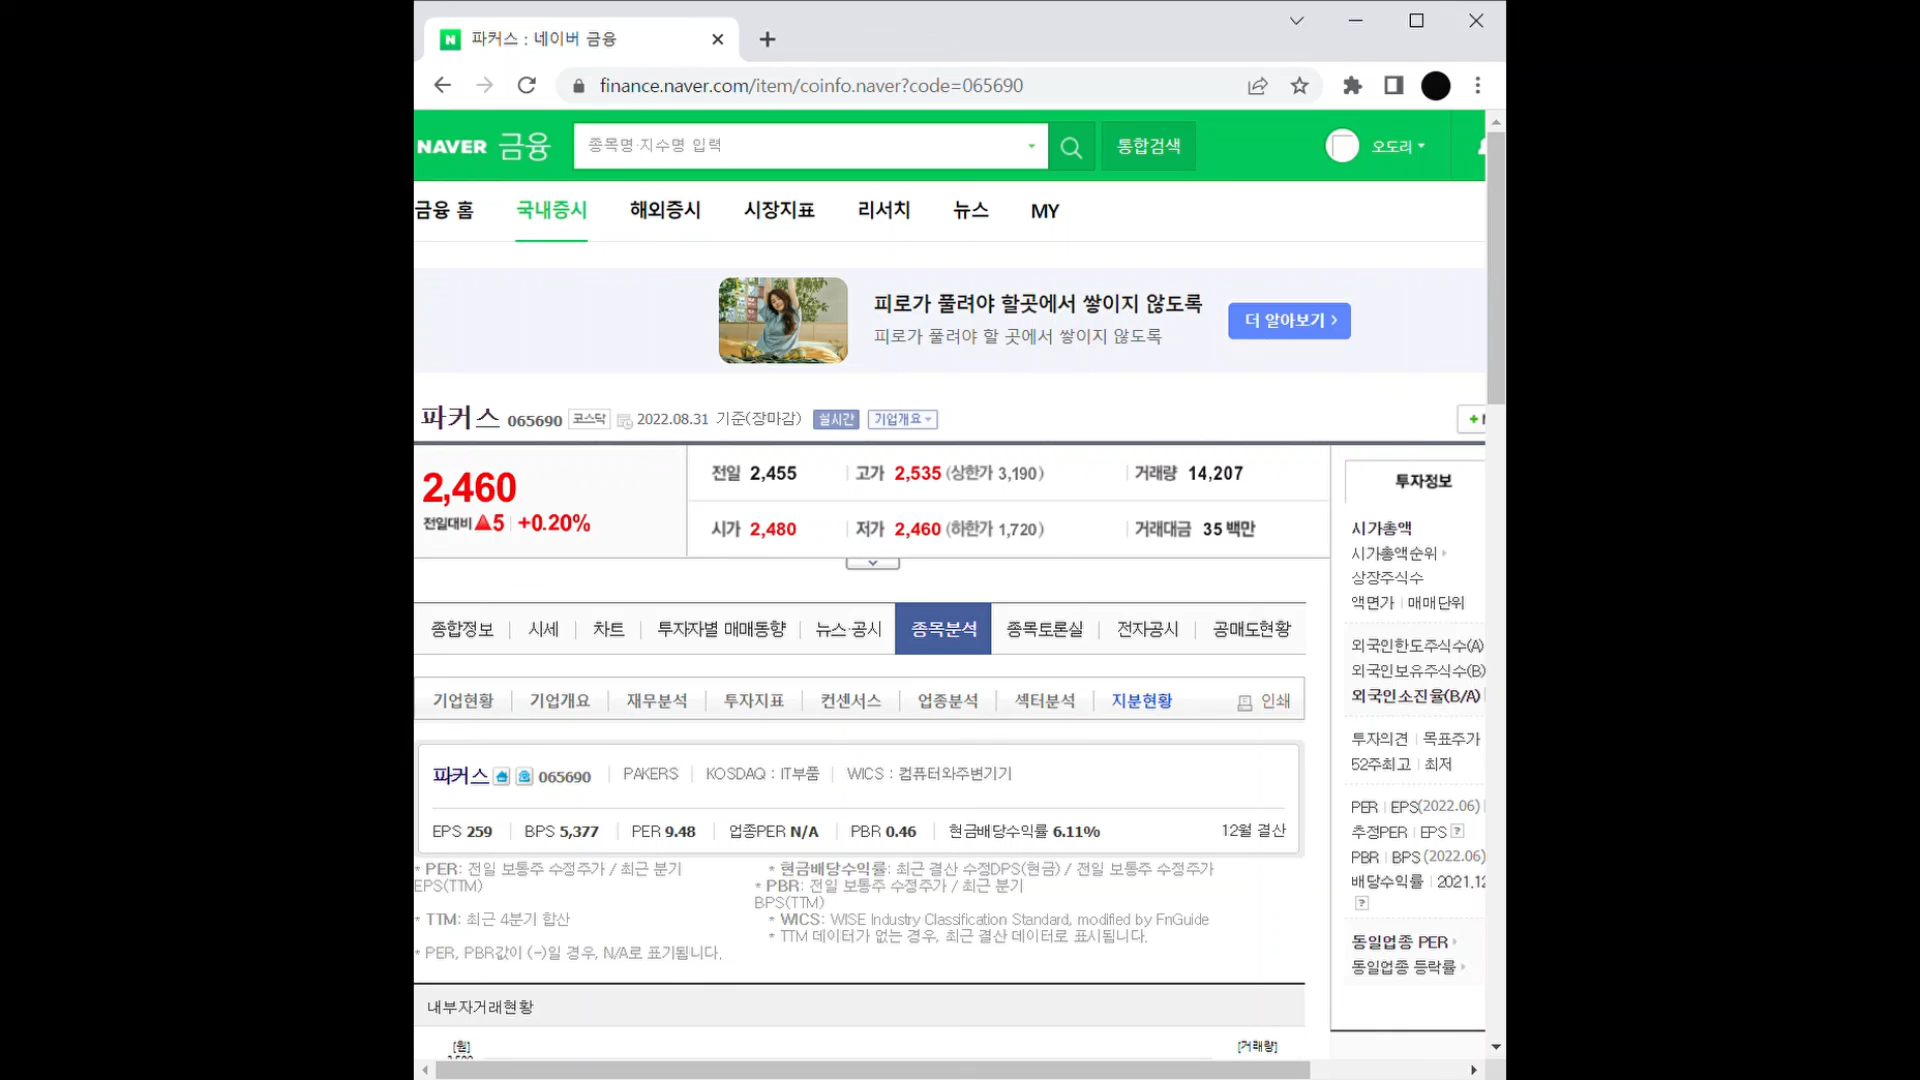 파커스 : 네이버 금융
finance.naver.com/item/coinfo.naver?code=065690
NAVER 금융
종목명·지수명 입력
통합검색
오도리
금융 홈 국내증시 해외증시 시장지표 리서치 뉴스 MY
피로가 풀려야 할곳에서 쌓이지 않도록
피로가 풀려야 할 곳에서 쌓이지 않도록
더 알아보기
파커스 065690 코스닥 2022.08.31 기준(장마감) 실시간 기업개요
2,460
전일대비 ▲5 +0.20%
전일 2,455 고가 2,535 (상한가 3,190) 거래량 14,207
시가 2,480 저가 2,460 (하한가 1,720) 거래대금 35 백만
종합정보 시세 차트 투자자별 매매동향 뉴스·공시 종목분석 종목토론실 전자공시 공매도현황
기업현황 기업개요 재무분석 투자지표 컨센서스 업종분석 섹터분석 지분현황 인쇄
파커스 065690 PAKERS KOSDAQ : IT부품 WICS : 컴퓨터와주변기기
EPS 259 BPS 5,377 PER 9.48 업종PER N/A PBR 0.46 현금배당수익률 6.11% 12월 결산
* PER: 전일 보통주 수정주가 / 최근 분기
EPS(TTM)
* 현금배당수익률: 최근 결산 수정DPS(현금) / 전일 보통주 수정주가
* PBR: 전일 보통주 수정주가 / 최근 분기
BPS(TTM)
* TTM: 최근 4분기 합산
* WICS: WISE Industry Classification Standard, modified by FnGuide
* TTM 데이터가 없는 경우, 최근 결산 데이터로 표시됩니다.
* PER, PBR값이 (-)일 경우, N/A로 표기됩니다.
내부자거래현황
[원] [거래량]
투자정보
시가총액
시가총액순위
상장주식수
액면가 매매단위
외국인한도주식수(A)
외국인보유주식수(B)
외국인소진율(B/A)
투자의견 목표주가
52주최고 최저
PER EPS(2022.06)
추정PER EPS ?
PBR BPS (2022.06)
배당수익률 2021.12
?
동일업종 PER
동일업종 등락률